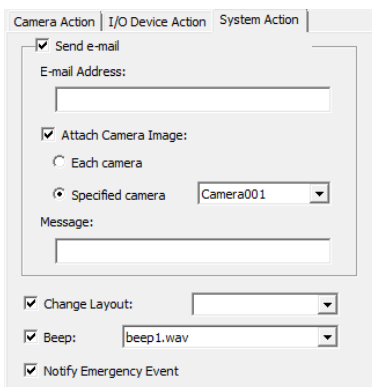 Camera Action I/O Device Action System Action
Send e-mail
E-mail Address:
Attach Camera Image:
Each camera
Specified camera Camera001
Message:
Change Layout:
Beep: beep1.wav
Notify Emergency Event